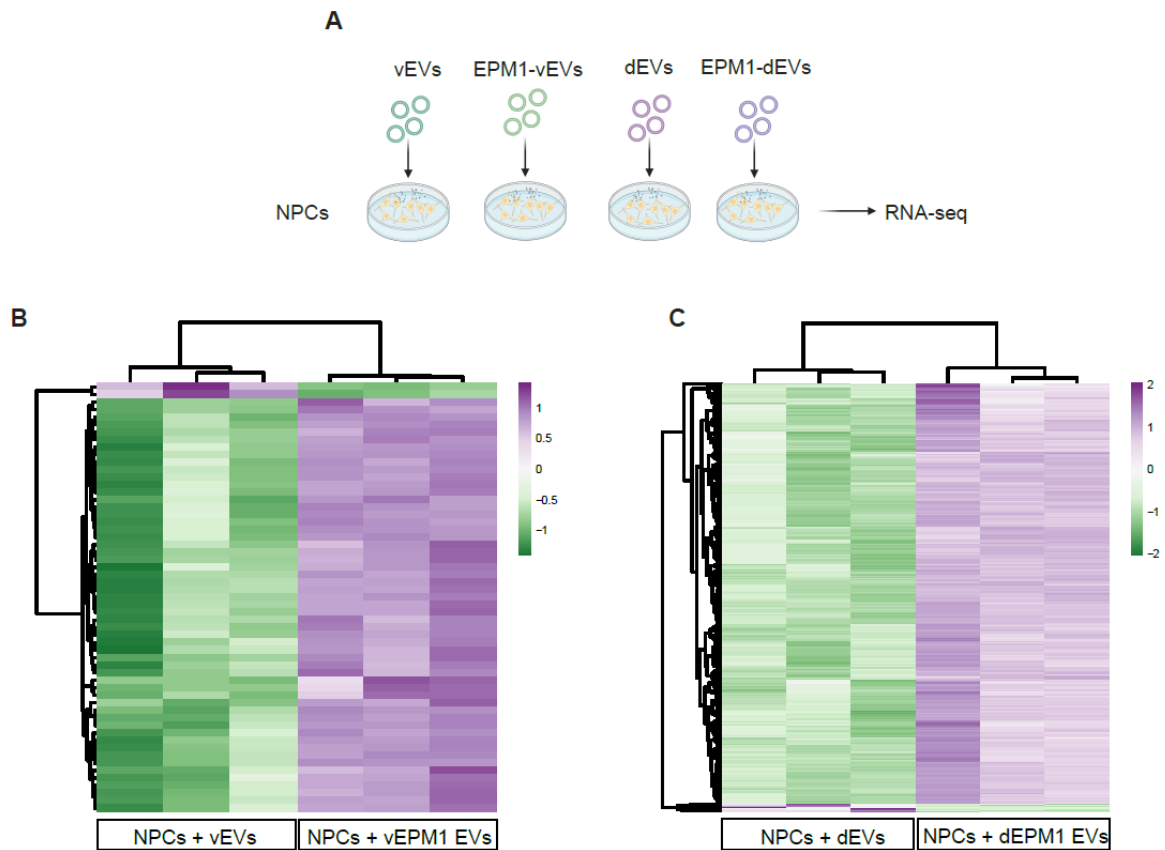 A
vEVs EPM1-vEVs dEVs EPM1-dEVs
NPCs RNA-seq
B
C
1
0.5
0
−0.5
−1
2
1
0
−1
−2
NPCs + vEVs NPCs + vEPM1 EVs
NPCs + dEVs NPCs + dEPM1 EVs